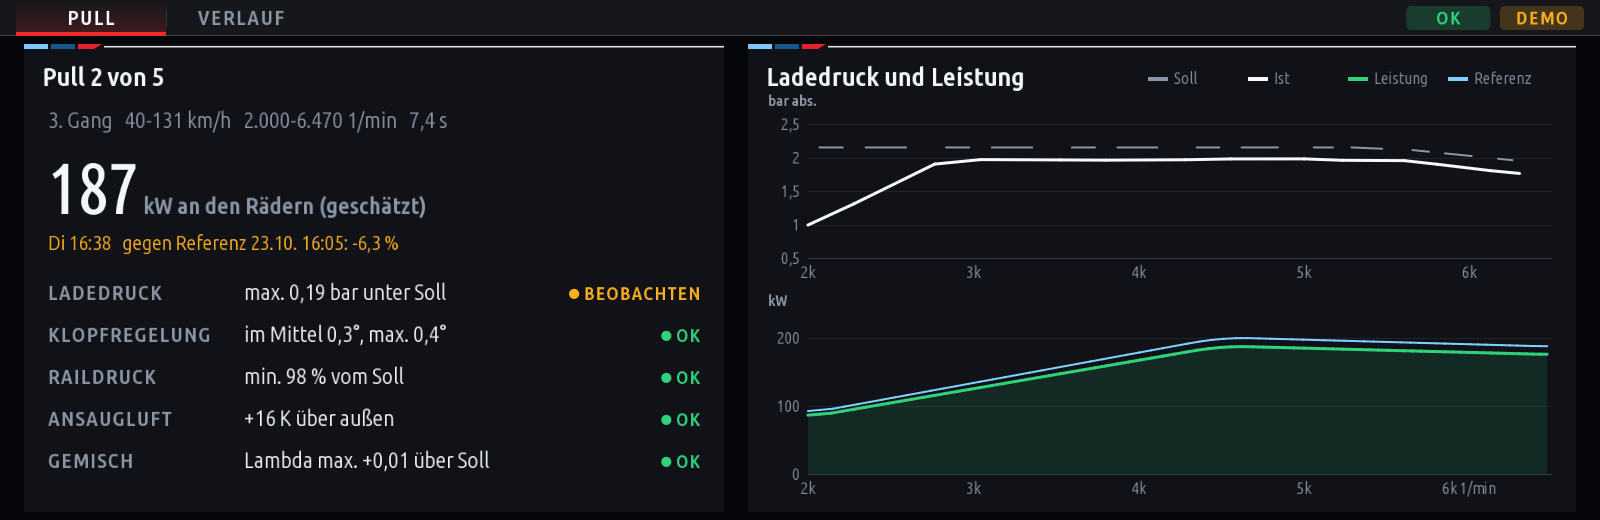 PULL VERLAUF OK DEMO
Pull 2 von 5
3. Gang 40-131 km/h 2.000-6.470 1/min 7,4 s
187 kW an den Rädern (geschätzt)
Di 16:38 gegen Referenz 23.10. 16:05: -6,3 %
LADEDRUCK max. 0,19 bar unter Soll BEOBACHTEN
KLOPFREGELUNG im Mittel 0,3°, max. 0,4° OK
RAILDRUCK min. 98 % vom Soll OK
ANSAUGLUFT +16 K über außen OK
GEMISCH Lambda max. +0,01 über Soll OK
Ladedruck und Leistung Soll Ist Leistung Referenz
bar abs.
2,5
2
1,5
1
0,5
2k 3k 4k 5k 6k
kW
200
100
0
2k 3k 4k 5k 6k 1/min